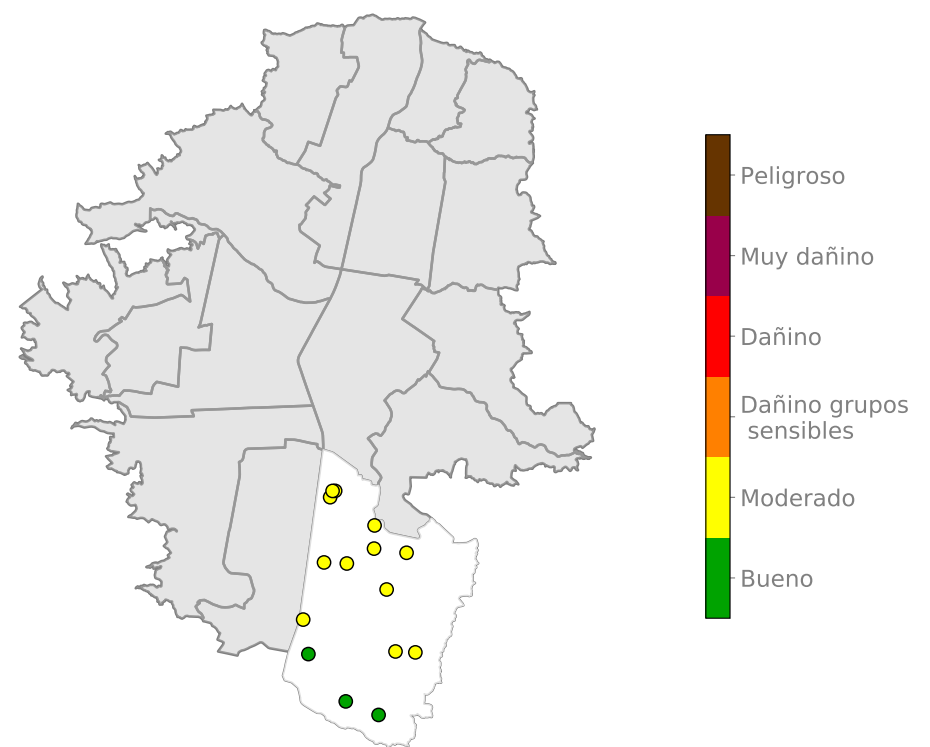 Peligroso
Muy dañino
Dañino
Dañino grupos
sensibles
Moderado
Bueno